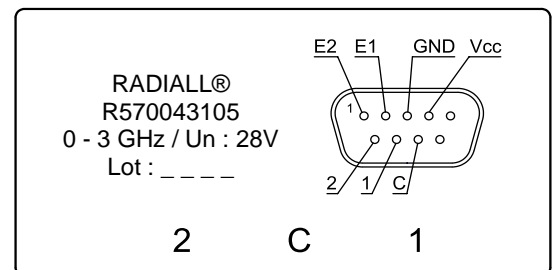 E2 E1 GND Vcc
RADIALL®
R570043105
0 - 3 GHz / Un : 28V
Lot : _ _ _ _
1
2 1 C
2 C 1